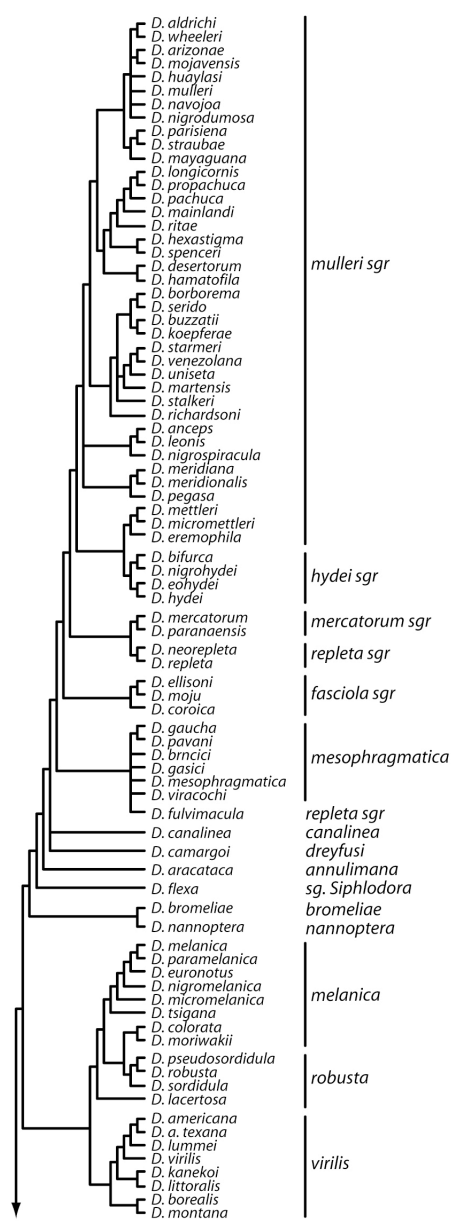 D. aldrichi
D. wheeleri
D. arizonae
D. mojavensis
D. huaylasi
D. mulleri
D. navojoa
D. nigrodumosa
D. parisiena
D. straubae
D. mayaguana
D. longicornis
D. propachuca
D. pachuca
D. mainlandi
D. ritae
D. hexastigma
D. spenceri
D. desertorum
D. hamatofila
D. borborema
D. serido
D. buzzatii
D. koepferae
D. starmeri
D. venezolana
D. uniseta
D. martensis
D. stalkeri
D. richardsoni
D. anceps
D. leonis
D. nigrospiracula
D. meridiana
D. meridionalis
D. pegasa
D. mettleri
D. micromettleri
D. eremophila
mulleri sgr
D. bifurca
D. nigrohydei
D. eohydei
D. hydei
hydei sgr
D. mercatorum
D. paranaensis
mercatorum sgr
D. neorepleta
D. repleta
repleta sgr
D. ellisoni
D. moju
D. coroica
fasciola sgr
D. gaucha
D. pavani
D. brncici
D. gasici
D. mesophragmatica
D. viracochi
mesophragmatica
D. fulvimacula repleta sgr
D. canalinea canalinea
D. camargoi dreyfusi
D. aracataca annulimana
D. flexa sg. Siphlodora
D. bromeliae bromeliae
D. nannoptera nannoptera
D. melanica
D. paramelanica
D. euronotus
D. nigromelanica
D. micromelanica
D. tsigana
D. colorata
D. moriwakii
melanica
D. pseudosordidula
D. robusta
D. sordidula
D. lacertosa
robusta
D. americana
D. a. texana
D. lummei
D. virilis
D. kanekoi
D. littoralis
D. borealis
D. montana
virilis